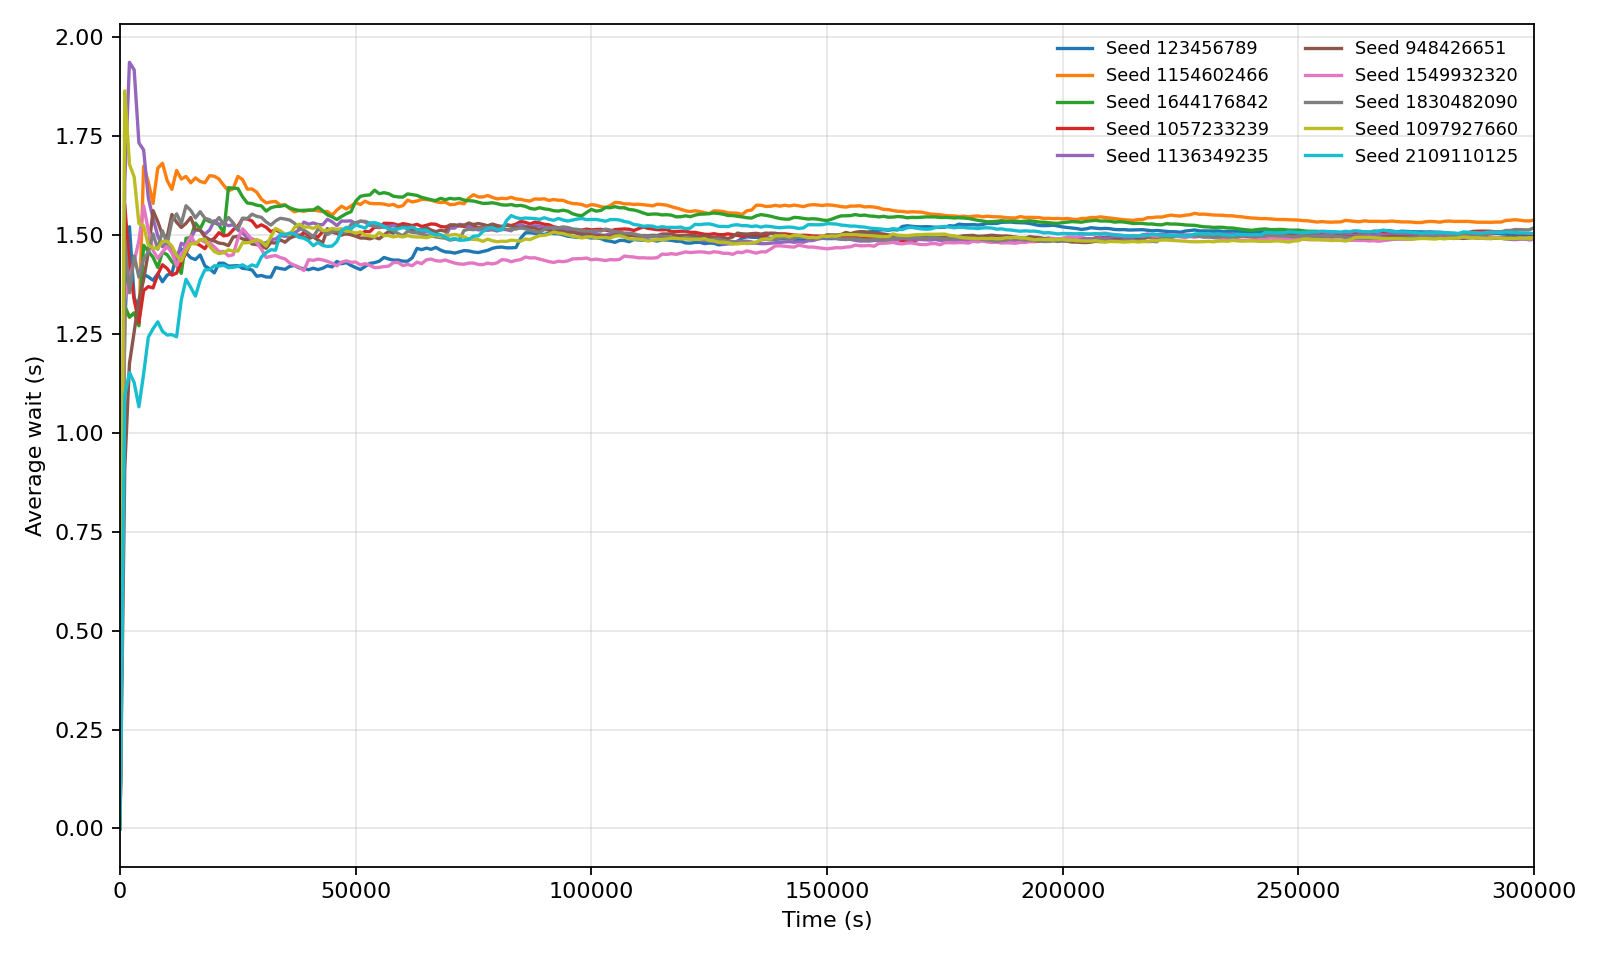 2.00
1.75
1.50
1.25
1.00
0.75
0.50
0.25
0.00
Average wait (s)
0
50000
100000
150000
200000
250000
300000
Time (s)
Seed 123456789
Seed 1154602466
Seed 1644176842
Seed 1057233239
Seed 1136349235
Seed 948426651
Seed 1549932320
Seed 1830482090
Seed 1097927660
Seed 2109110125